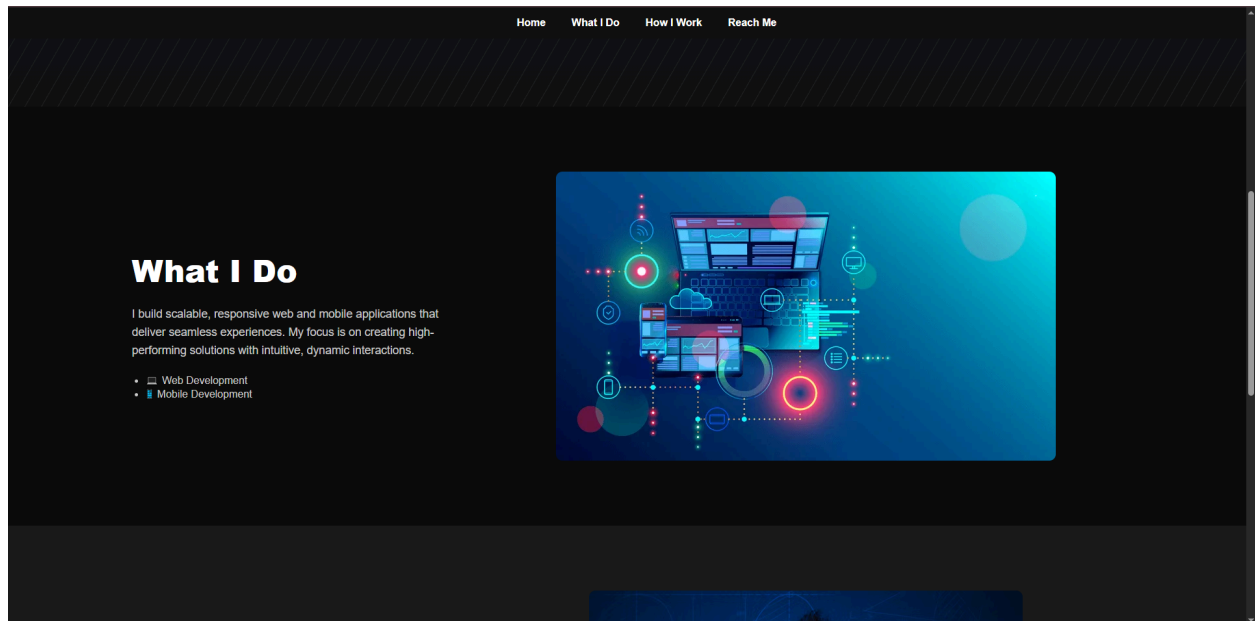 Home What I Do How I Work Reach Me
What I Do
I build scalable, responsive web and mobile applications that
deliver seamless experiences. My focus is on creating high-
performing solutions with intuitive, dynamic interactions.
• 💻 Web Development
• 📱 Mobile Development